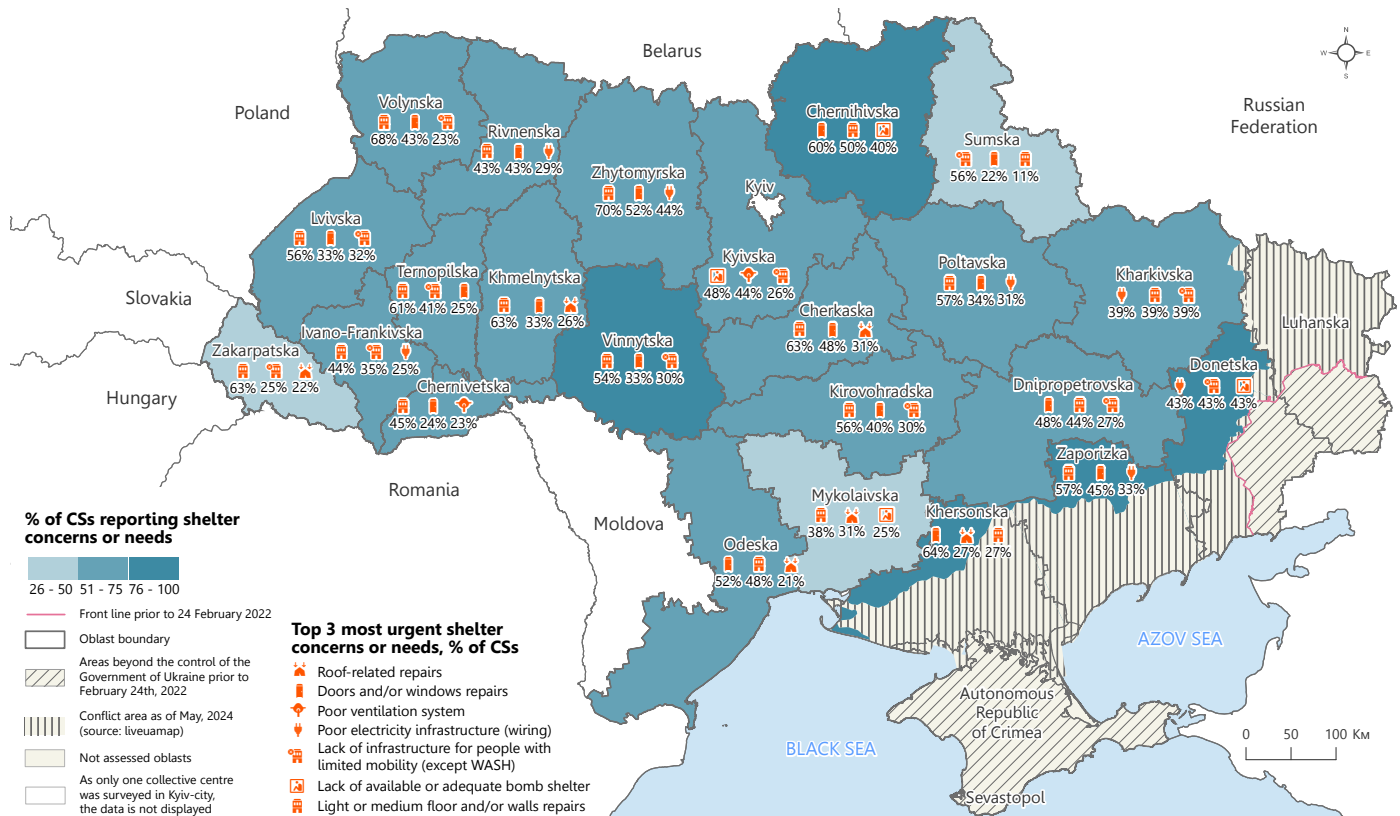 Belarus
Poland
Russian
Federation
Slovakia
Hungary
Romania
Moldova
N
W
E
S
Volynska
68% 43% 23%
Rivnenska
43% 43% 29%
Zhytomyrska
70% 52% 44%
Kyiv
Chernihivska
60% 50% 40%
Sumska
56% 22% 11%
Lvivska
56% 33% 32%
Ternopilska
61% 41% 25%
Khmelnytska
63% 33% 26%
Kyivska
48% 44% 26%
Poltavska
57% 34% 31%
Kharkivska
39% 39% 39%
Luhanska
Cherkaska
63% 48% 31%
Ivano-Frankivska
44% 35% 25%
Zakarpatska
63% 25% 22%
Vinnytska
54% 33% 30%
Chernivetska
45% 24% 23%
Kirovohradska
56% 40% 30%
Dnipropetrovska
48% 44% 27%
Donetska
43% 43% 43%
Zaporizka
57% 45% 33%
Mykolaivska
38% 31% 25%
Khersonska
64% 27% 27%
Odeska
52% 48% 21%
AZOV SEA
BLACK SEA
Autonomous
Republic
of Crimea
Sevastopol
0 50 100 Км
% of CSs reporting shelter
concerns or needs
26 - 50 51 - 75 76 - 100
Front line prior to 24 February 2022
Oblast boundary
Areas beyond the control of the
Government of Ukraine prior to
February 24th, 2022
Conflict area as of May, 2024
(source: liveuamap)
Not assessed oblasts
As only one collective centre
was surveyed in Kyiv-city,
the data is not displayed
Top 3 most urgent shelter
concerns or needs, % of CSs
Roof-related repairs
Doors and/or windows repairs
Poor ventilation system
Poor electricity infrastructure (wiring)
Lack of infrastructure for people with
limited mobility (except WASH)
Lack of available or adequate bomb shelter
Light or medium floor and/or walls repairs